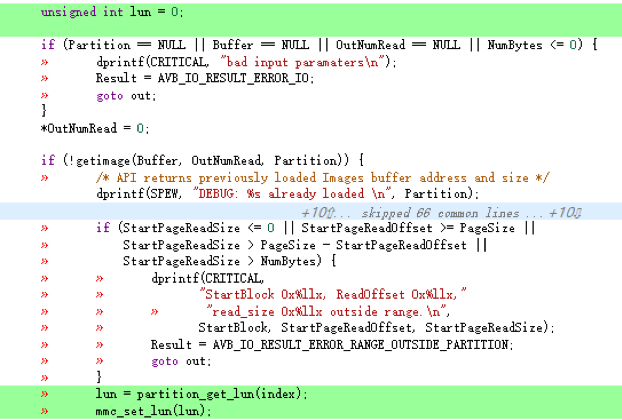 unsigned int lun = 0;
if (Partition == NULL || Buffer == NULL || OutNumRead == NULL || NumBytes <= 0) {
» dprintf(CRITICAL, "bad input paramaters\n");
» Result = AVB_IO_RESULT_ERROR_IO;
» goto out;
}
*OutNumRead = 0;
if (!getimage(Buffer, OutNumRead, Partition)) {
» /* API returns previously loaded Images buffer address and size */
dprintf(SPEW, "DEBUG: %s already loaded \n", Partition);
+10⇧... skipped 66 common lines ...+10⇩
» if (StartPageReadSize <= 0 || StartPageReadOffset >= PageSize ||
» StartPageReadSize > PageSize - StartPageReadOffset ||
» StartPageReadSize > NumBytes) {
» » dprintf(CRITICAL,
» » "StartBlock 0x%llx, ReadOffset 0x%llx,"
» » » "read_size 0x%llx outside range.\n",
» » StartBlock, StartPageReadOffset, StartPageReadSize);
» » Result = AVB_IO_RESULT_ERROR_RANGE_OUTSIDE_PARTITION;
» » goto out;
» }
» lun = partition_get_lun(index);
» mmc_set_lun(lun);